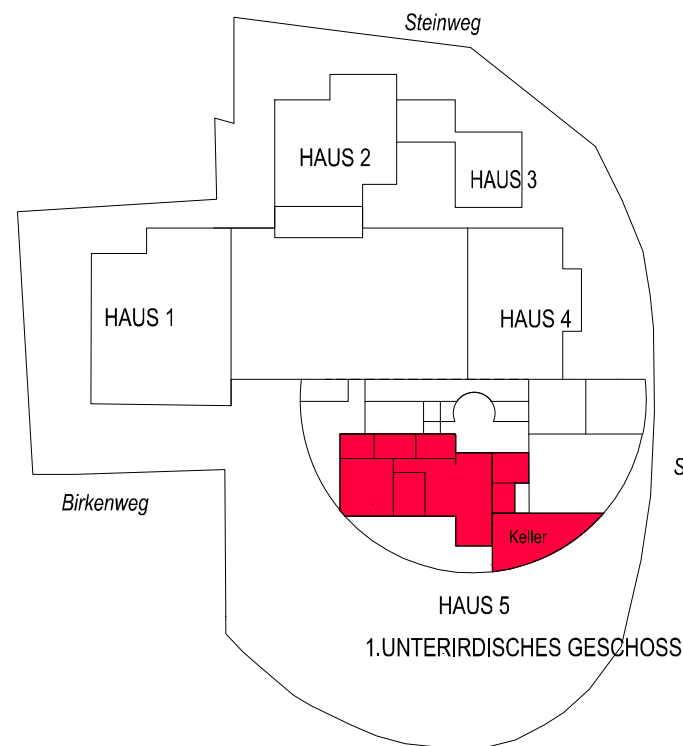 Steinweg
HAUS 2
HAUS 3
HAUS 1
HAUS 4
S
Birkenweg
Keller
HAUS 5
1.UNTERIRDISCHES GESCHOSS